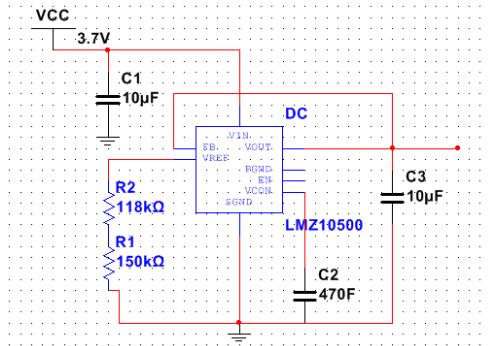 VCC
3.7V
C1
10µF
DC
VIN
FB
VOUT
VREF
PGND
EN
VCON
SGND
LMZ10500
R2
118kΩ
R1
150kΩ
C3
10µF
C2
470F